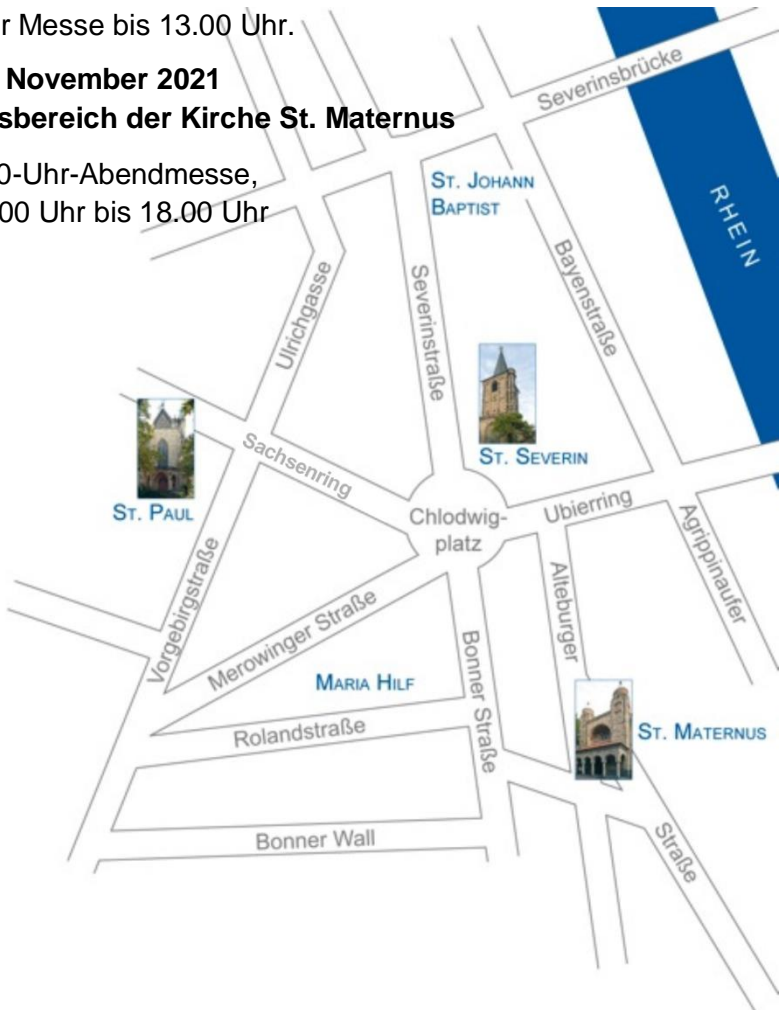 r Messe bis 13.00 Uhr.
November 2021
sbereich der Kirche St. Maternus
0-Uhr-Abendmesse,
00 Uhr bis 18.00 Uhr
Severinsbrücke
RHEIN
ST. JOHANN
BAPTIST
Ulrichgasse
Severinstraße
Bayenstraße
ST. SEVERIN
Sachsenring
ST. PAUL
Chlodwig-
platz
Ubierring
Agrippinaufer
Vorgebirgstraße
Merowinger Straße
Alteburger
Bonner Straße
MARIA HILF
Rolandstraße
ST. MATERNUS
Bonner Wall
Straße